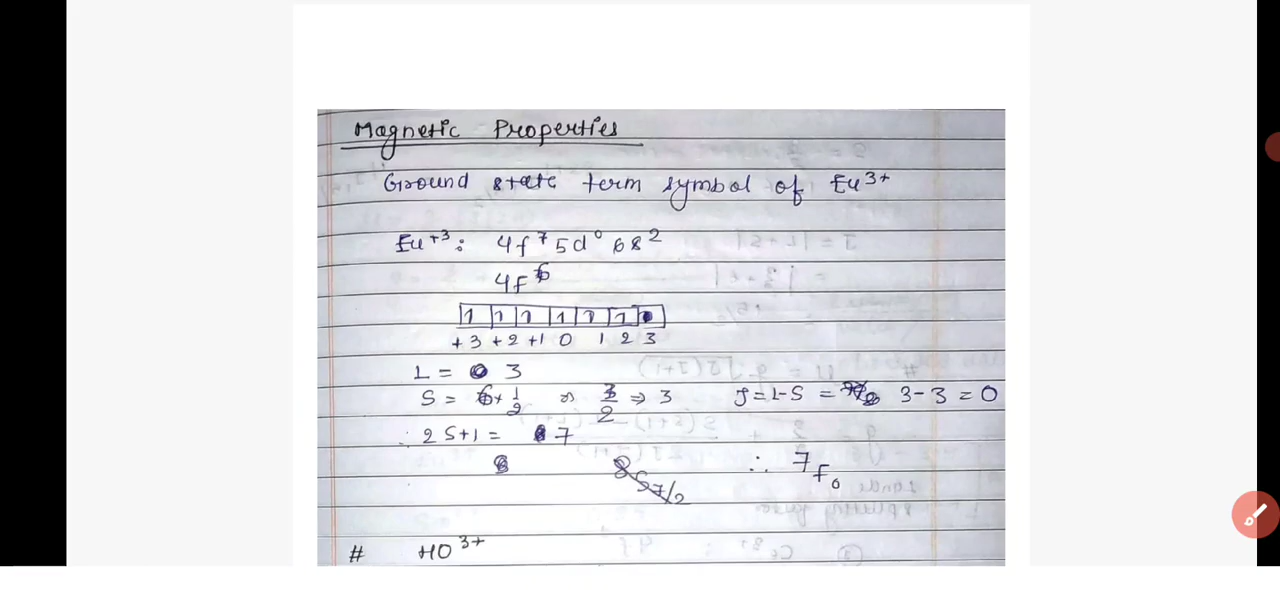 Magnetic Properties
Ground state term symbol of Eu3+
Eu+3: 4f7 5d0 6s2
4f6
1 1 1 1 1 1
+3 +2 +1 0 1 2 3
L = 3
S = 6 × 1/2 => 3 J = L-S = 3-3 = 0
∴ 2S+1 = 7
8S7/2 ∴ 7F0
# HO3+